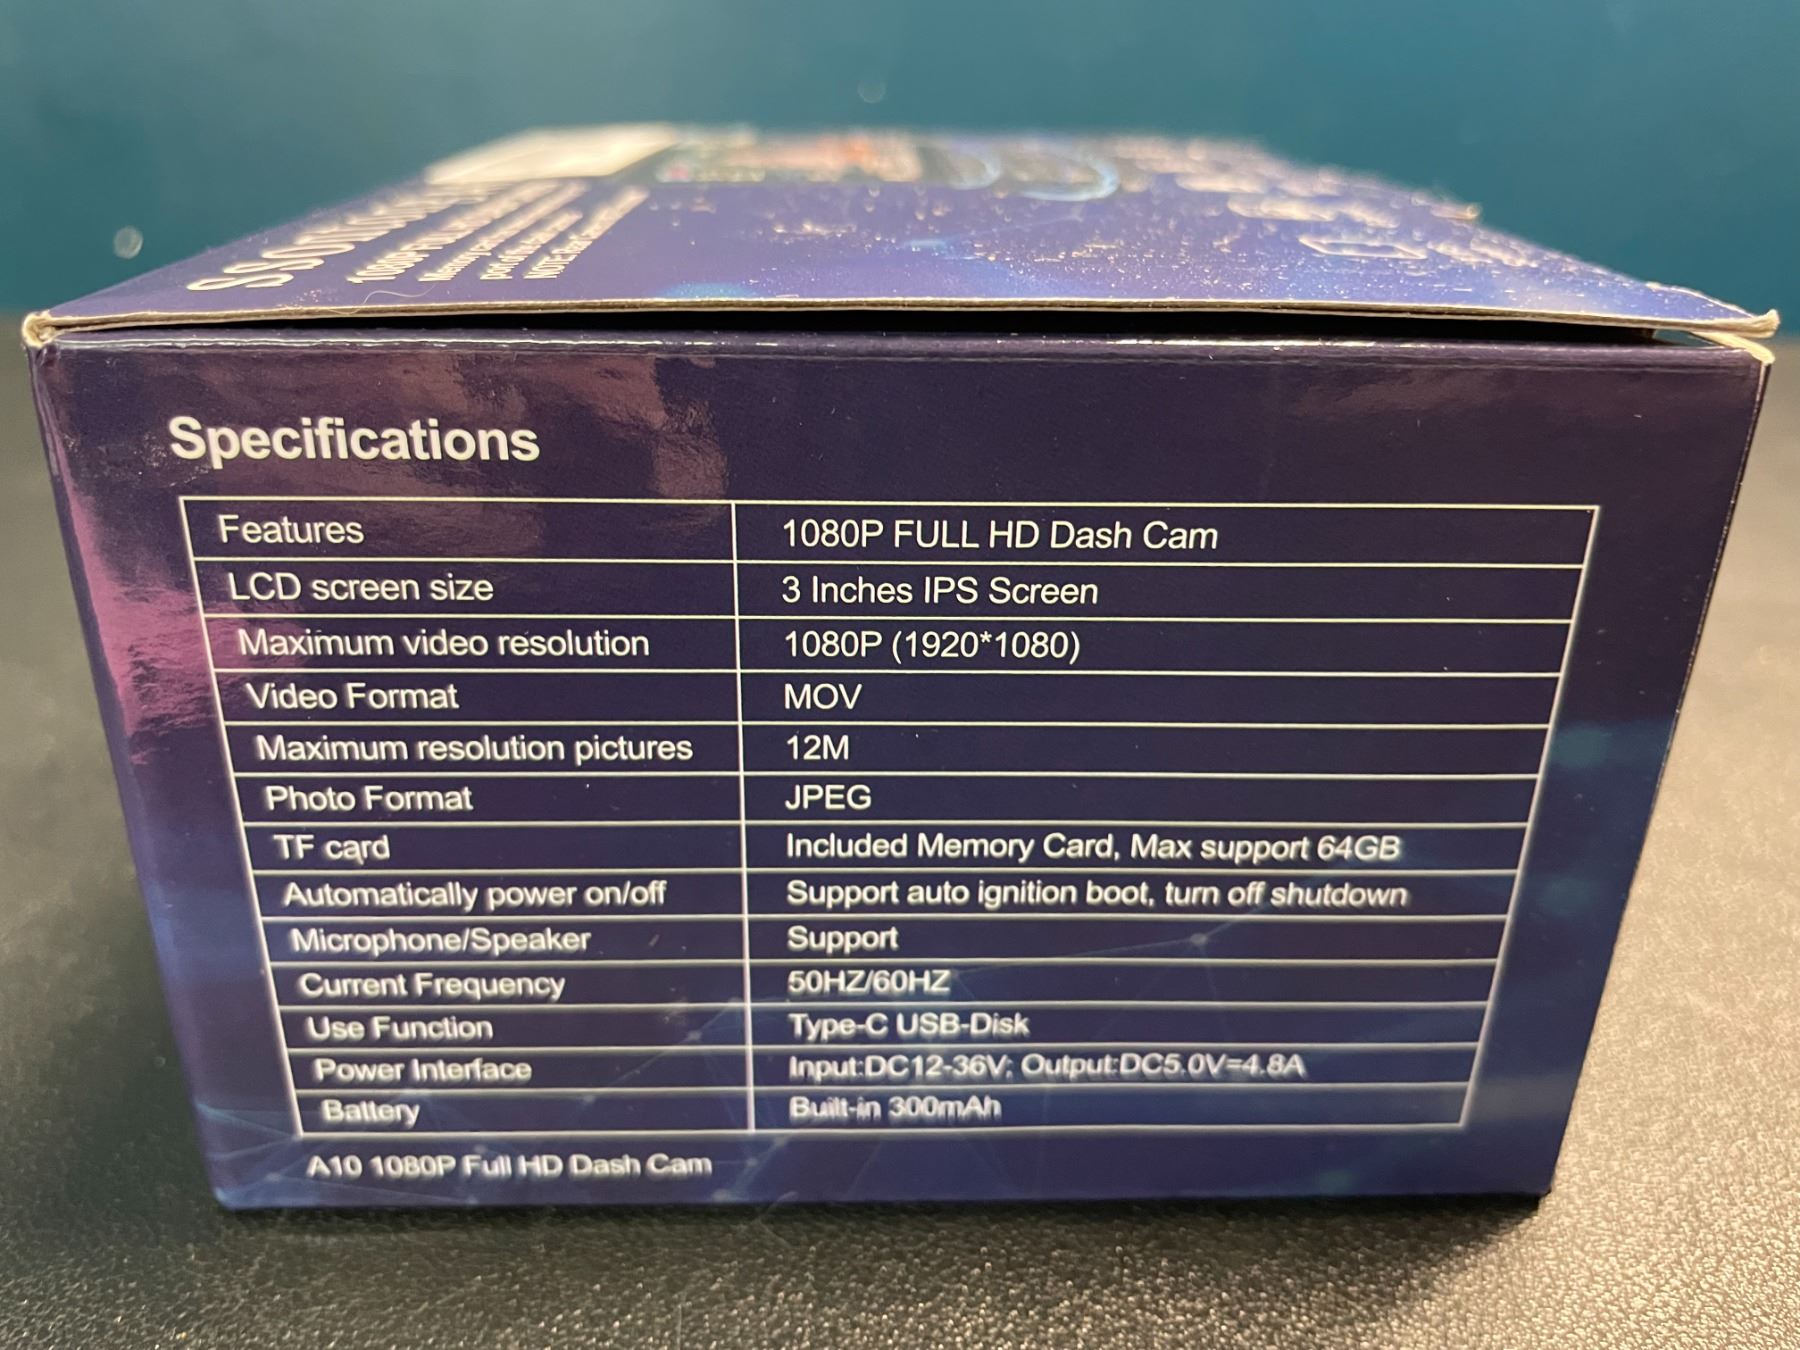 Specifications
Features 1080P FULL HD Dash Cam
LCD screen size 3 Inches IPS Screen
Maximum video resolution 1080P (1920*1080)
Video Format MOV
Maximum resolution pictures 12M
Photo Format JPEG
TF card Included Memory Card, Max support 64GB
Automatically power on/off Support auto ignition boot, turn off shutdown
Microphone/Speaker Support
Current Frequency 50HZ/60HZ
Use Function Type-C USB-Disk
Power Interface Input:DC12-36V; Output:DC5.0V=4.8A
Battery Built-in 300mAh
A10 1080P Full HD Dash Cam